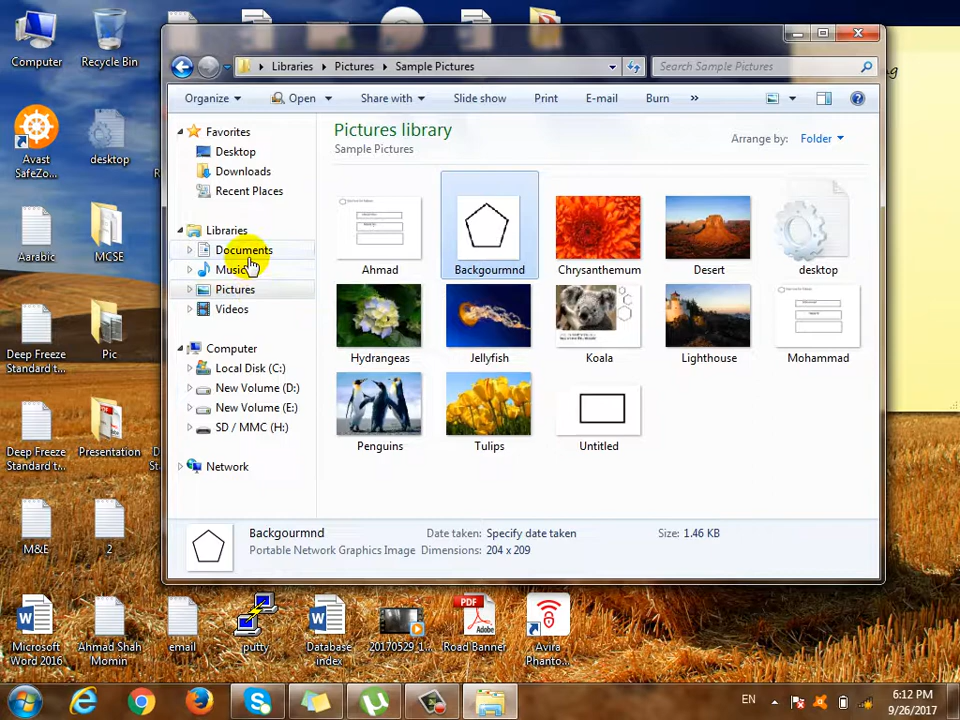 Computer
Recycle Bin
Avast
SafeZo...
desktop
Aarabic
MCSE
Deep Freeze
Standard t...
Pic
Deep Freeze
Standard t...
Presentation
M&E
2
Microsoft
Word 2016
Ahmad Shah
Momin
email
putty
Database
index
20170529_1...
Road Banner
Avira
Phanto...
Libraries
Pictures
Sample Pictures
Search Sample Pictures
Organize
Open
Share with
Slide show
Print
E-mail
Burn
»
Favorites
Desktop
Downloads
Recent Places
Libraries
Documents
Music
Pictures
Videos
Computer
Local Disk (C:)
New Volume (D:)
New Volume (E:)
SD / MMC (H:)
Network
Pictures library
Sample Pictures
Arrange by:
Folder
Ahmad
Backgourmnd
Chrysanthemum
Desert
desktop
Hydrangeas
Jellyfish
Koala
Lighthouse
Mohammad
Penguins
Tulips
Untitled
Backgourmnd
Date taken: Specify date taken
Size: 1.46 KB
Portable Network Graphics Image
Dimensions: 204 x 209
PDF
Adobe
EN
6:12 PM
9/26/2017